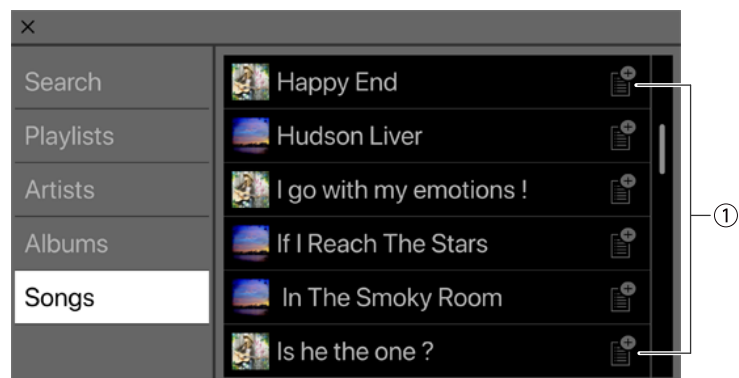 ×
Search
Playlists
Artists
Albums
Songs
Happy End
Hudson Liver
I go with my emotions !
If I Reach The Stars
In The Smoky Room
Is he the one ?
①